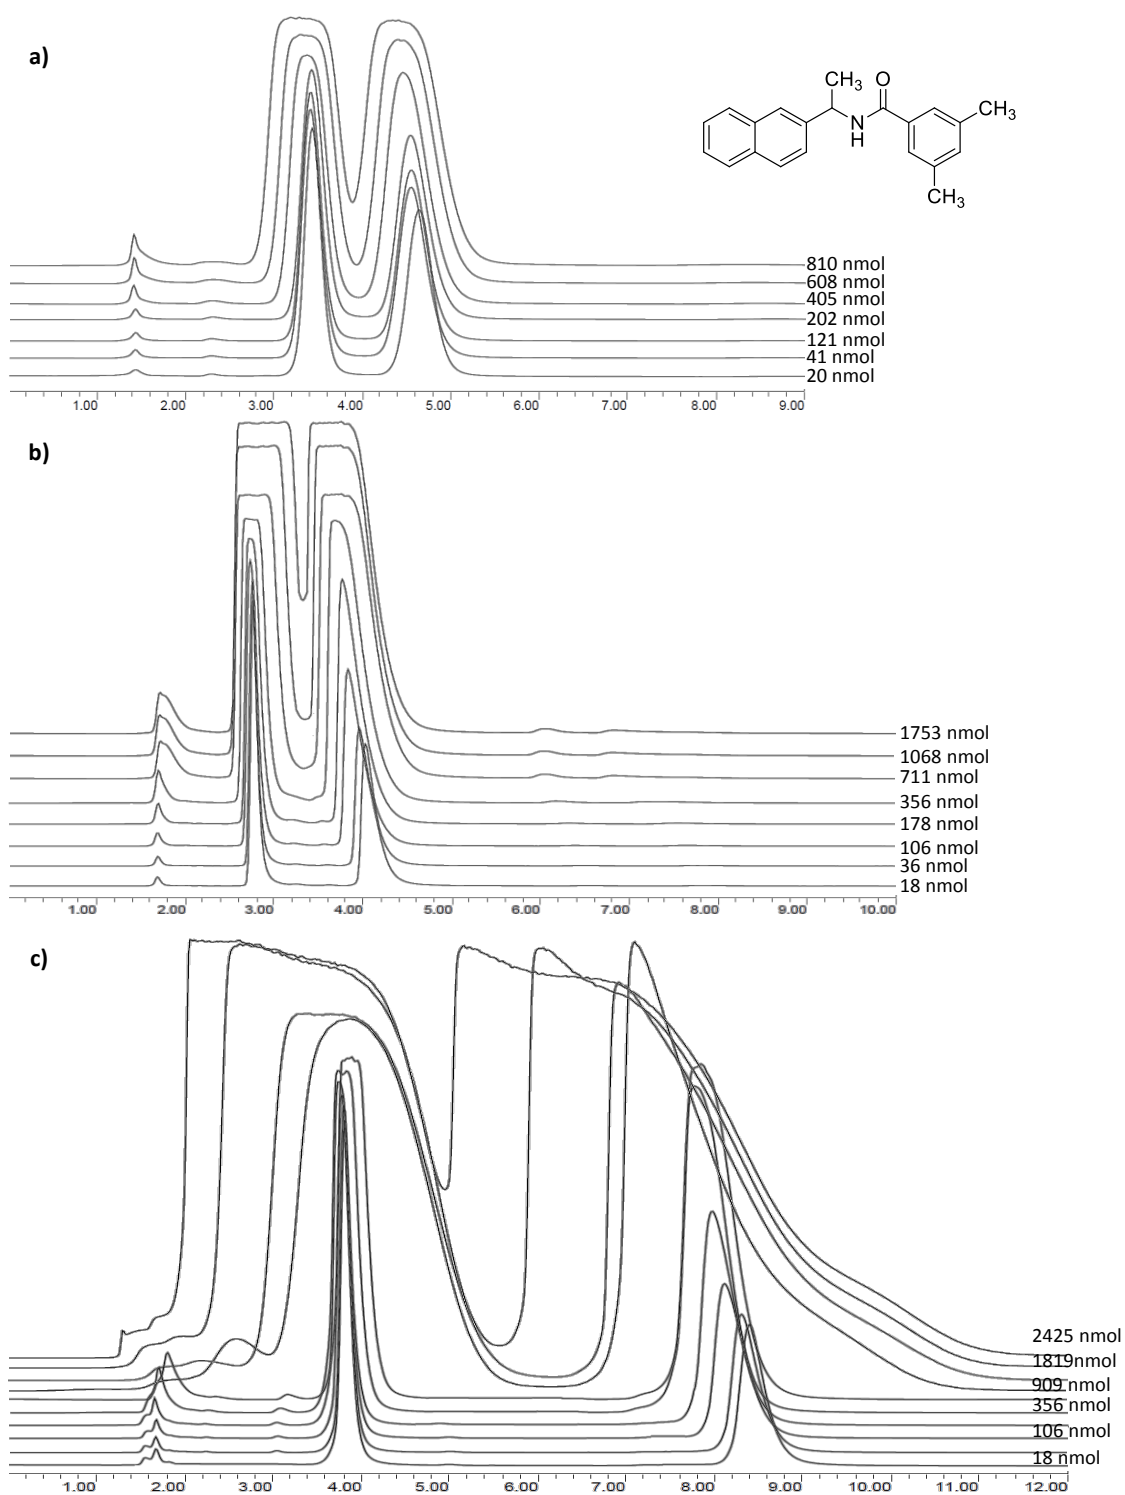 a)
CH3
O
N
H
CH3
CH3
810 nmol
608 nmol
405 nmol
202 nmol
121 nmol
41 nmol
20 nmol
1.00 2.00 3.00 4.00 5.00 6.00 7.00 8.00 9.00
b)
1753 nmol
1068 nmol
711 nmol
356 nmol
178 nmol
106 nmol
36 nmol
18 nmol
1.00 2.00 3.00 4.00 5.00 6.00 7.00 8.00 9.00 10.00
c)
2425 nmol
1819nmol
909 nmol
356 nmol
106 nmol
18 nmol
1.00 2.00 3.00 4.00 5.00 6.00 7.00 8.00 9.00 10.00 11.00 12.00